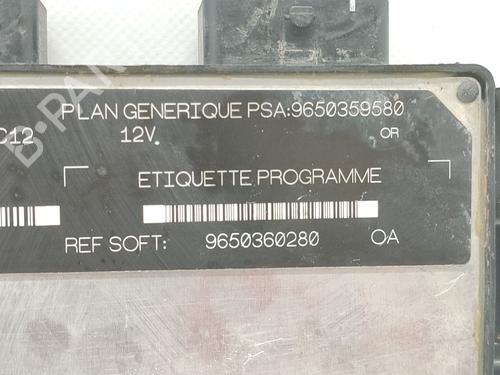 PLAN GENERIQUE PSA:9650359580
C12 12V. OR
ETIQUETTE PROGRAMME
REF SOFT: 9650360280 OA